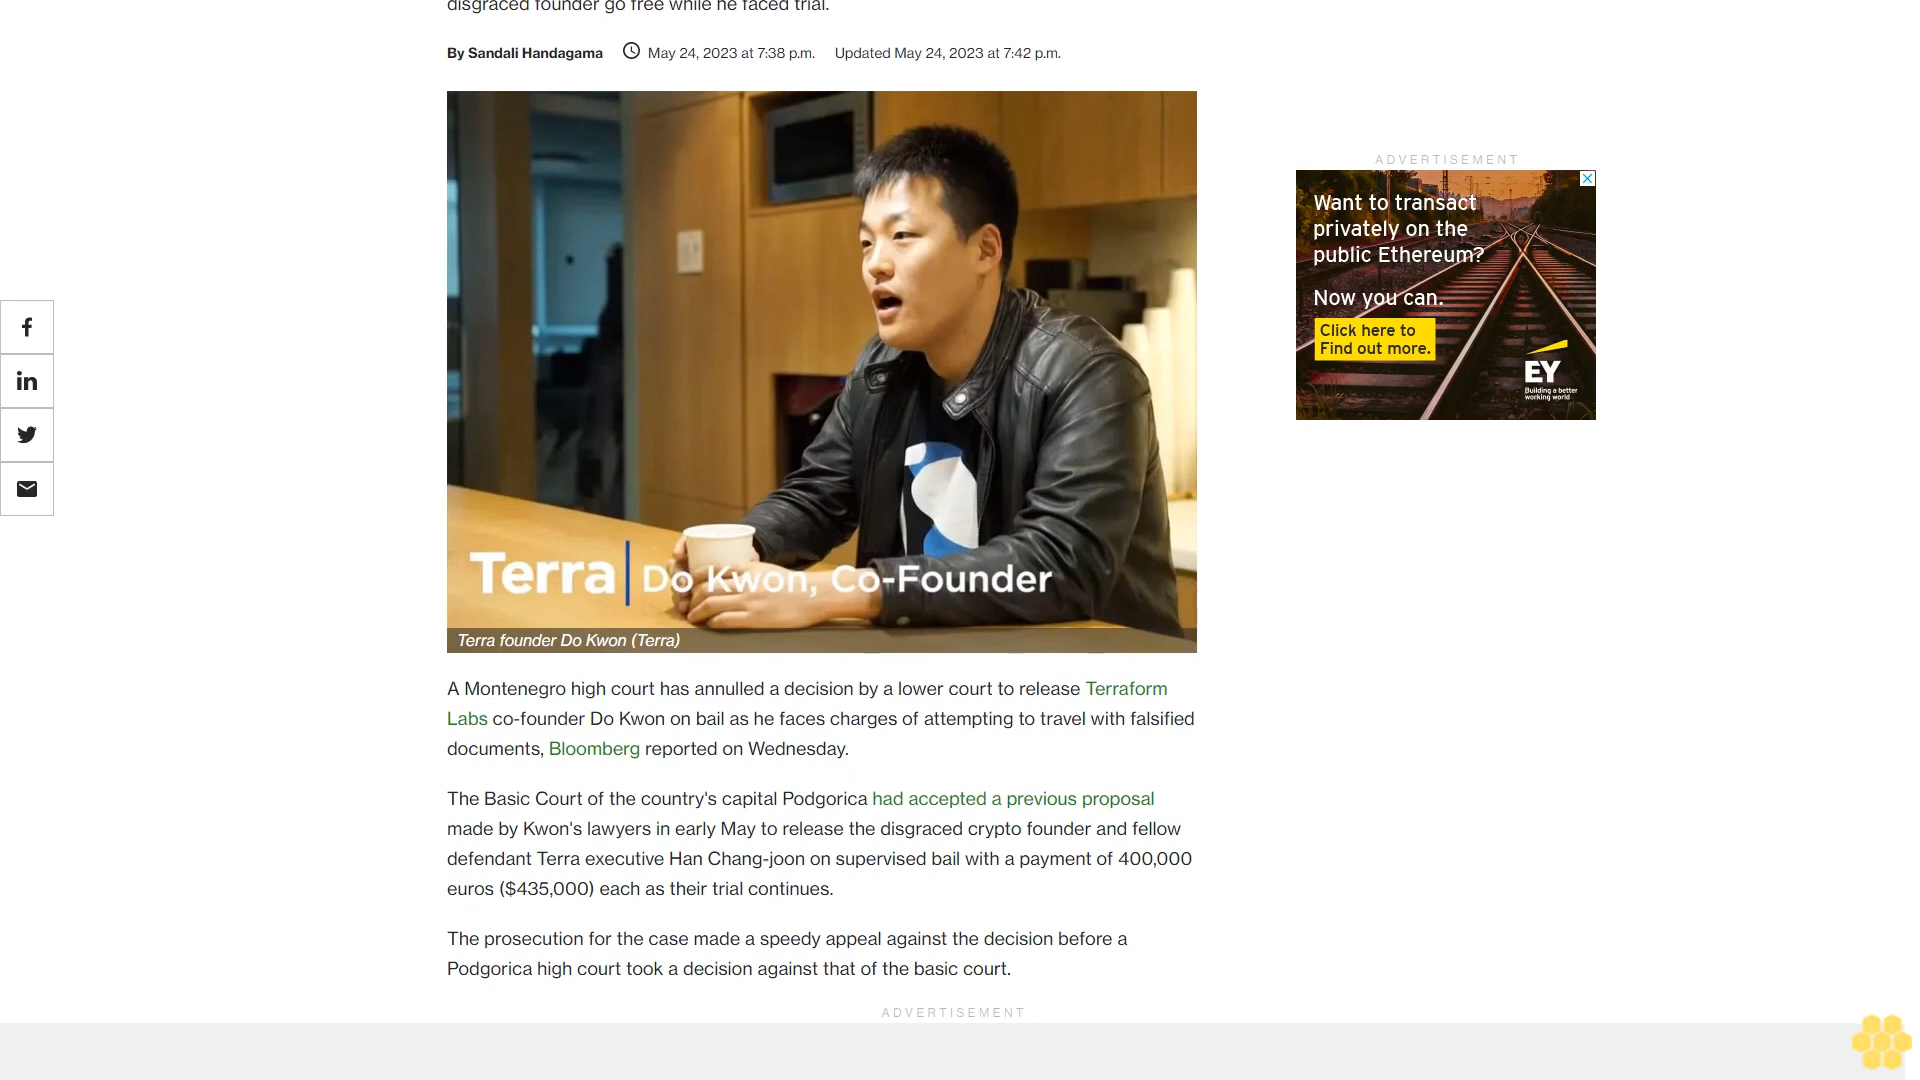 disgraced founder go free while he faced trial.
By Sandali Handagama May 24, 2023 at 7:38 p.m. Updated May 24, 2023 at 7:42 p.m.
Terra Do Kwon, Co-Founder
Terra founder Do Kwon (Terra)
A Montenegro high court has annulled a decision by a lower court to release Terraform
Labs co-founder Do Kwon on bail as he faces charges of attempting to travel with falsified
documents, Bloomberg reported on Wednesday.
The Basic Court of the country's capital Podgorica had accepted a previous proposal
made by Kwon's lawyers in early May to release the disgraced crypto founder and fellow
defendant Terra executive Han Chang-joon on supervised bail with a payment of 400,000
euros ($435,000) each as their trial continues.
The prosecution for the case made a speedy appeal against the decision before a
Podgorica high court took a decision against that of the basic court.
ADVERTISEMENT
ADVERTISEMENT
Want to transact
privately on the
public Ethereum?
Now you can.
Click here to
Find out more.
EY
Building a better
working world